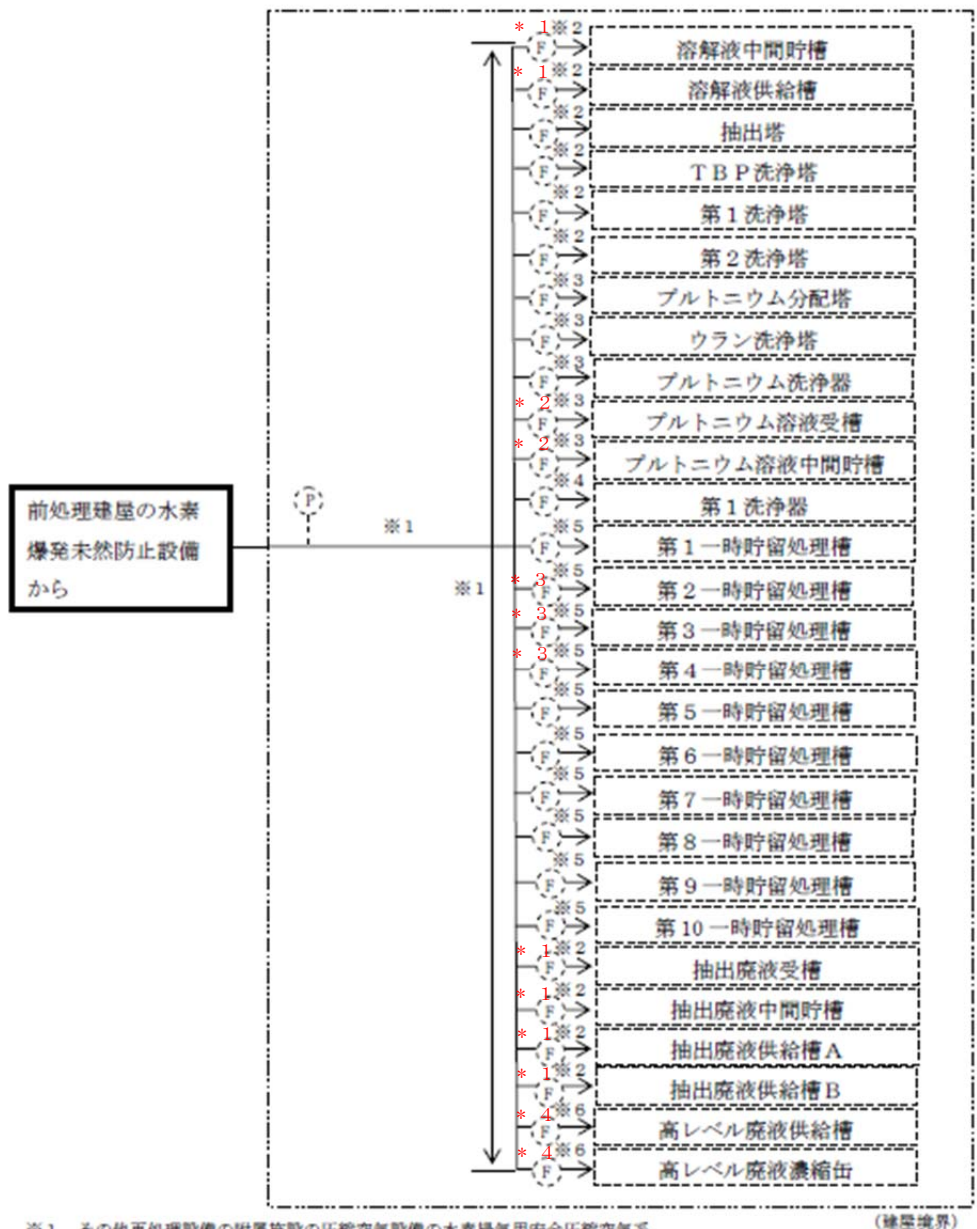 * 1※2
F
溶解液中間貯槽
* 1※2
F
溶解液供給槽
※2
F
抽出塔
※2
F
TBP洗浄塔
※2
F
第1洗浄塔
※2
F
第2洗浄塔
※3
F
プルトニウム分配塔
※3
F
ウラン洗浄塔
※3
F
プルトニウム洗浄器
* 2※3
F
プルトニウム溶液受槽
* 2※3
F
プルトニウム溶液中間貯槽
※4
F
第1洗浄器
前処理建屋の水素
爆発未然防止設備
から
P
※1
※1
※5
F
第1一時貯留処理槽
* 3※5
F
第2一時貯留処理槽
* 3※5
F
第3一時貯留処理槽
* 3※5
F
第4一時貯留処理槽
※5
F
第5一時貯留処理槽
※5
F
第6一時貯留処理槽
※5
F
第7一時貯留処理槽
※5
F
第8一時貯留処理槽
※5
F
第9一時貯留処理槽
※5
F
第10一時貯留処理槽
* 1※2
F
抽出廃液受槽
* 1※2
F
抽出廃液中間貯槽
* 1※2
F
抽出廃液供給槽A
* 1※2
F
抽出廃液供給槽B
* 4※6
F
高レベル廃液供給槽
* 4※6
F
高レベル廃液濃縮缶
(建屋境界)